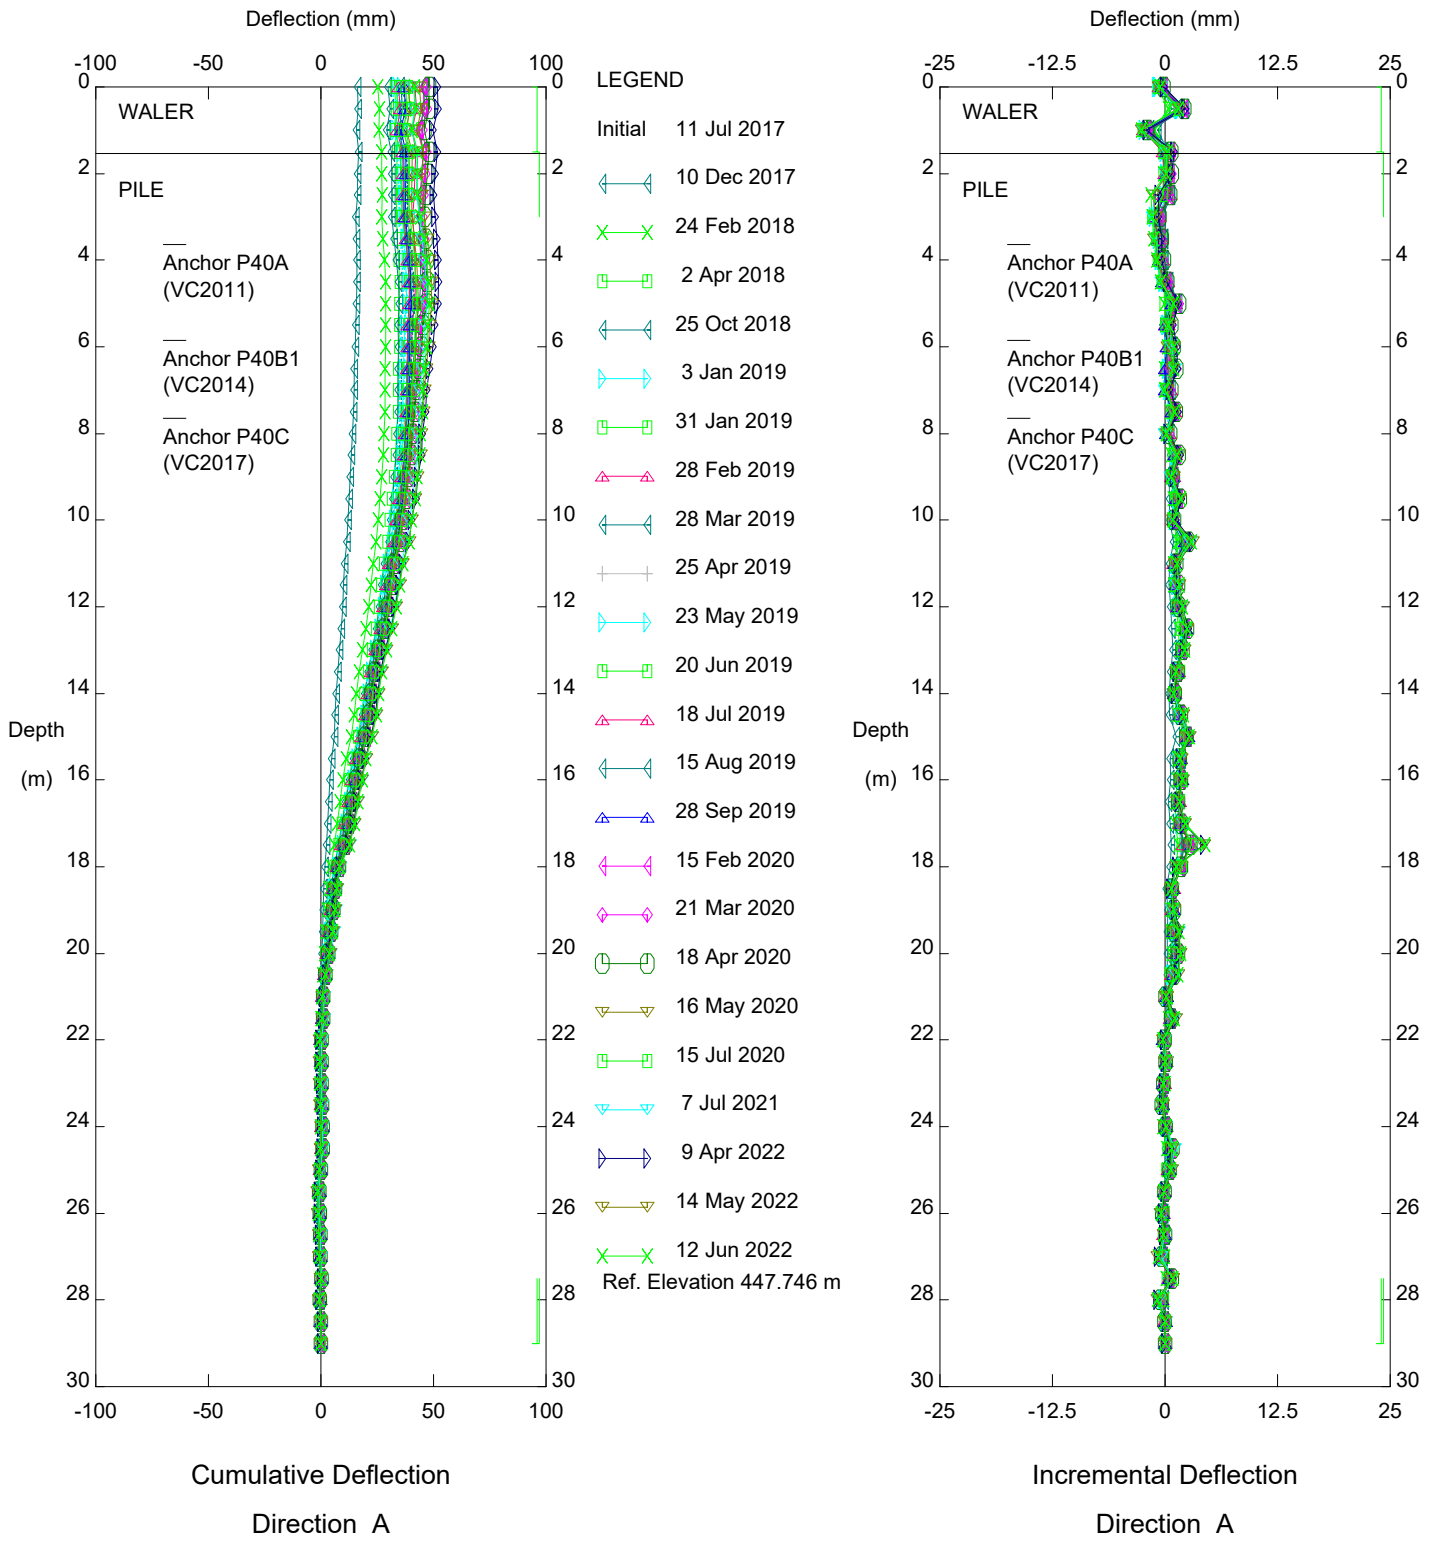 Deflection (mm)
-100 -50 0 50 100
0 0
WALER
2 2
PILE
4 4
Anchor P40A
(VC2011)
6 6
Anchor P40B1
(VC2014)
8 8
Anchor P40C
(VC2017)
10 10
12 12
14 14
Depth
(m)
16 16
18 18
20 20
22 22
24 24
26 26
28 28
30 30
-100 -50 0 50 100
Cumulative Deflection
Direction A
LEGEND
Initial 11 Jul 2017
10 Dec 2017
24 Feb 2018
2 Apr 2018
25 Oct 2018
3 Jan 2019
31 Jan 2019
28 Feb 2019
28 Mar 2019
25 Apr 2019
23 May 2019
20 Jun 2019
18 Jul 2019
15 Aug 2019
28 Sep 2019
15 Feb 2020
21 Mar 2020
18 Apr 2020
16 May 2020
15 Jul 2020
7 Jul 2021
9 Apr 2022
14 May 2022
12 Jun 2022
Ref. Elevation 447.746 m
Deflection (mm)
-25 -12.5 0 12.5 25
0 0
WALER
2 2
PILE
4 4
Anchor P40A
(VC2011)
6 6
Anchor P40B1
(VC2014)
8 8
Anchor P40C
(VC2017)
10 10
12 12
14 14
Depth
(m)
16 16
18 18
20 20
22 22
24 24
26 26
28 28
30 30
-25 -12.5 0 12.5 25
Incremental Deflection
Direction A